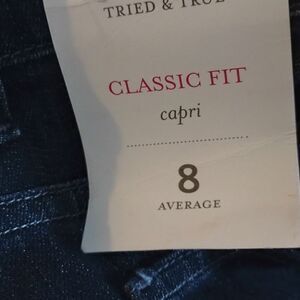 TRIED & TRUE
CLASSIC FIT
capri
8
AVERAGE